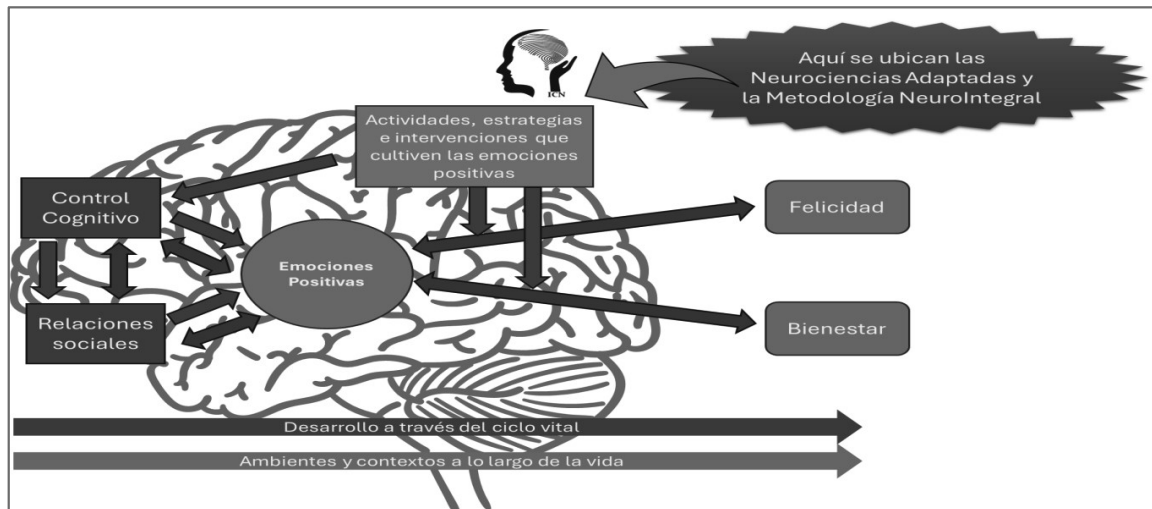 Aquí se ubican las
Neurociencias Adaptadas y
la Metodología NeuroIntegral
ICN
Actividades, estrategias
e intervenciones que
cultiven las emociones
positivas
Control
Cognitivo
Felicidad
Emociones
Positivas
Relaciones
sociales
Bienestar
Desarrollo a través del ciclo vital
Ambientes y contextos a lo largo de la vida